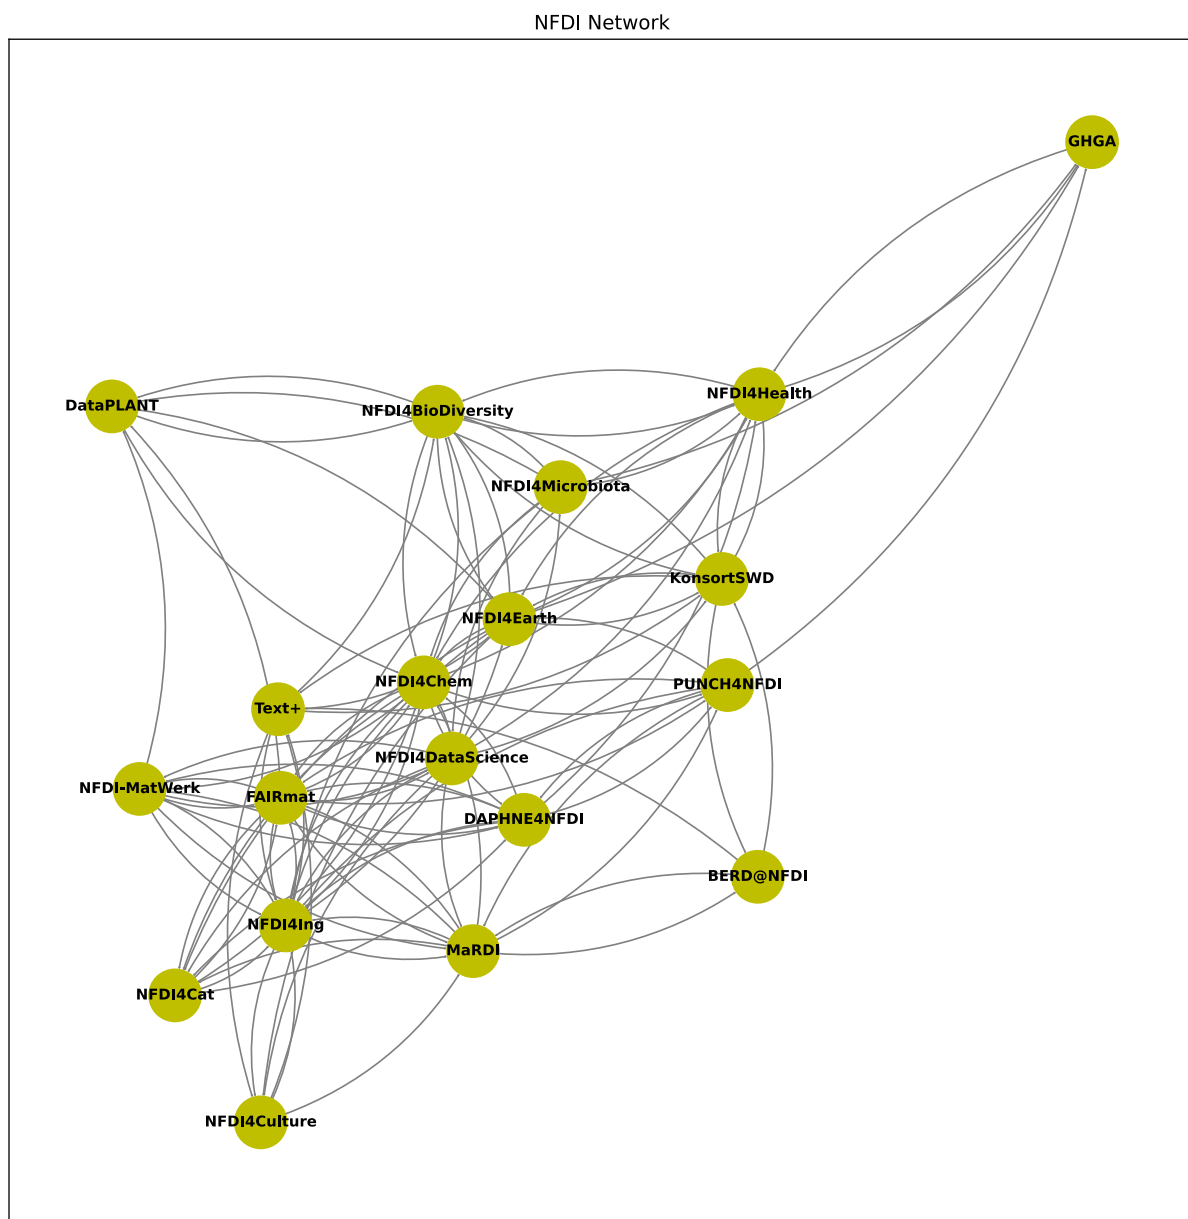 NFDI Network
GHGA
NFDI4Health
DataPLANT
NFDI4BioDiversity
NFDI4Microbiota
KonsortSWD
NFDI4Earth
NFDI4Chem
PUNCH4NFDI
Text+
NFDI4DataScience
NFDI-MatWerk
FAIRmat
DAPHNE4NFDI
BERD@NFDI
NFDI4Ing
MaRDI
NFDI4Cat
NFDI4Culture